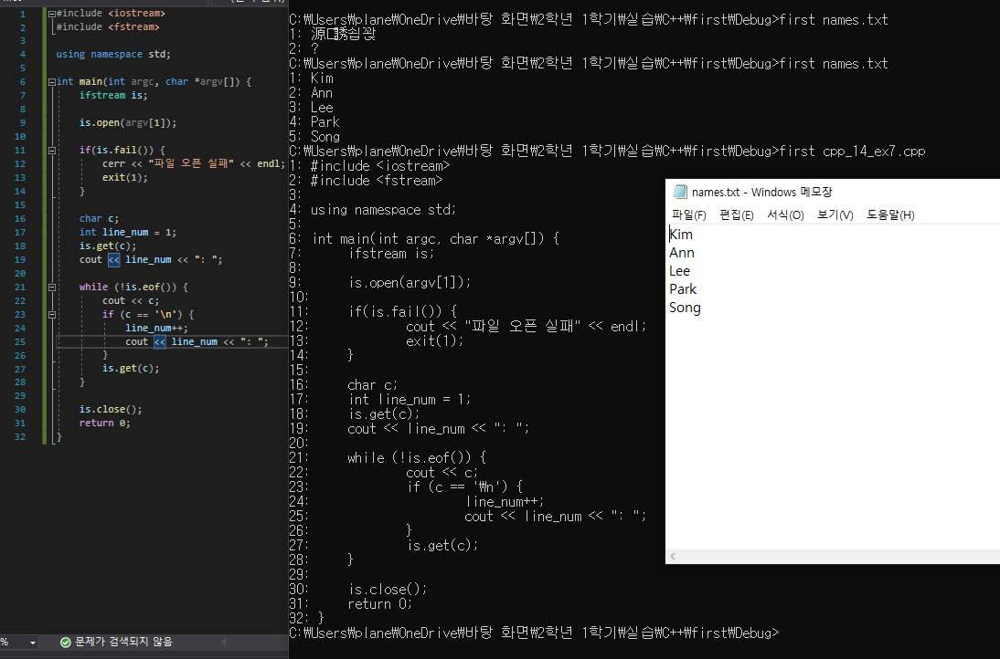 1 #include <iostream>
2 #include <fstream>
3
4 using namespace std;
5
6 int main(int argc, char *argv[]) {
7 ifstream is;
8
9 is.open(argv[1]);
10
11 if(is.fail()) {
12 cerr << "파일 오픈 실패" << endl;
13 exit(1);
14 }
15
16 char c;
17 int line_num = 1;
18 is.get(c);
19 cout << line_num << ": ";
20
21 while (!is.eof()) {
22 cout << c;
23 if (c == '\n') {
24 line_num++;
25 cout << line_num << ": ";
26 }
27 is.get(c);
28 }
29
30 is.close();
31 return 0;
32 }
% 문제가 검색되지 않음
C:₩Users₩plane₩OneDrive₩바탕 화면₩2학년 1학기₩실습₩C++₩first₩Debug>first names.txt
1:
2: ?
C:₩Users₩plane₩OneDrive₩바탕 화면₩2학년 1학기₩실습₩C++₩first₩Debug>first names.txt
1: Kim
2: Ann
3: Lee
4: Park
5: Song
C:₩Users₩plane₩OneDrive₩바탕 화면₩2학년 1학기₩실습₩C++₩first₩Debug>first cpp_14_ex7.cpp
1: #include <iostream>
2: #include <fstream>
3:
4: using namespace std;
5:
6: int main(int argc, char *argv[]) {
7: ifstream is;
8:
9: is.open(argv[1]);
10:
11: if(is.fail()) {
12: cout << "파일 오픈 실패" << endl;
13: exit(1);
14: }
15:
16: char c;
17: int line_num = 1;
18: is.get(c);
19: cout << line_num << ": ";
20:
21: while (!is.eof()) {
22: cout << c;
23: if (c == '₩n') {
24: line_num++;
25: cout << line_num << ": ";
26: }
27: is.get(c);
28: }
29:
30: is.close();
31: return 0;
32: }
C:₩Users₩plane₩OneDrive₩바탕 화면₩2학년 1학기₩실습₩C++₩first₩Debug>
names.txt - Windows 메모장
파일(F) 편집(E) 서식(O) 보기(V) 도움말(H)
Kim
Ann
Lee
Park
Song